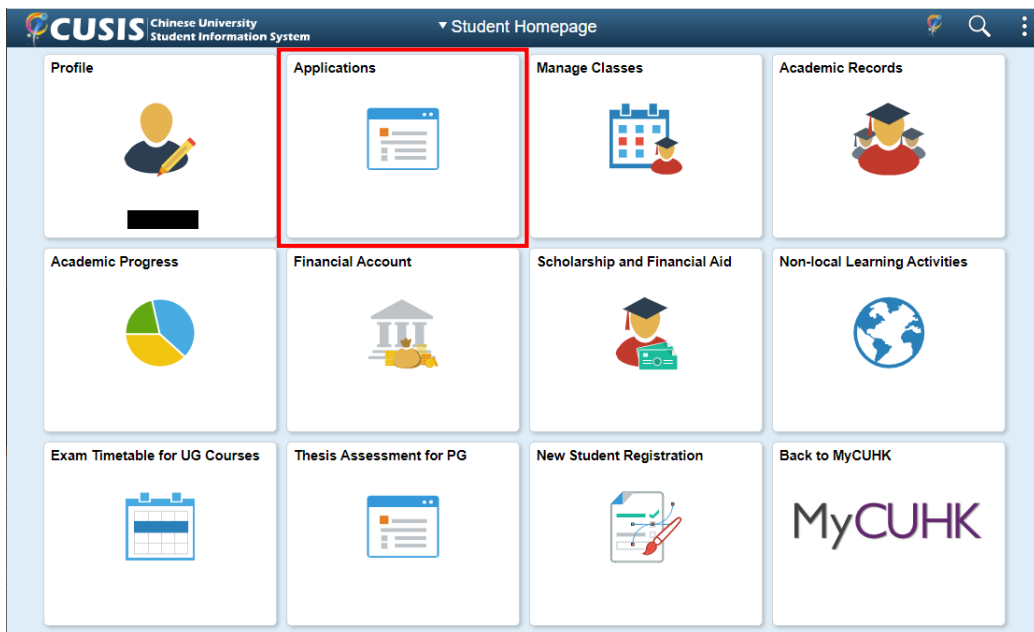 CUSIS Chinese University
Student Information System
Student Homepage
Profile
Applications
Manage Classes
Academic Records
Academic Progress
Financial Account
Scholarship and Financial Aid
Non-local Learning Activities
Exam Timetable for UG Courses
Thesis Assessment for PG
New Student Registration
Back to MyCUHK
MyCUHK